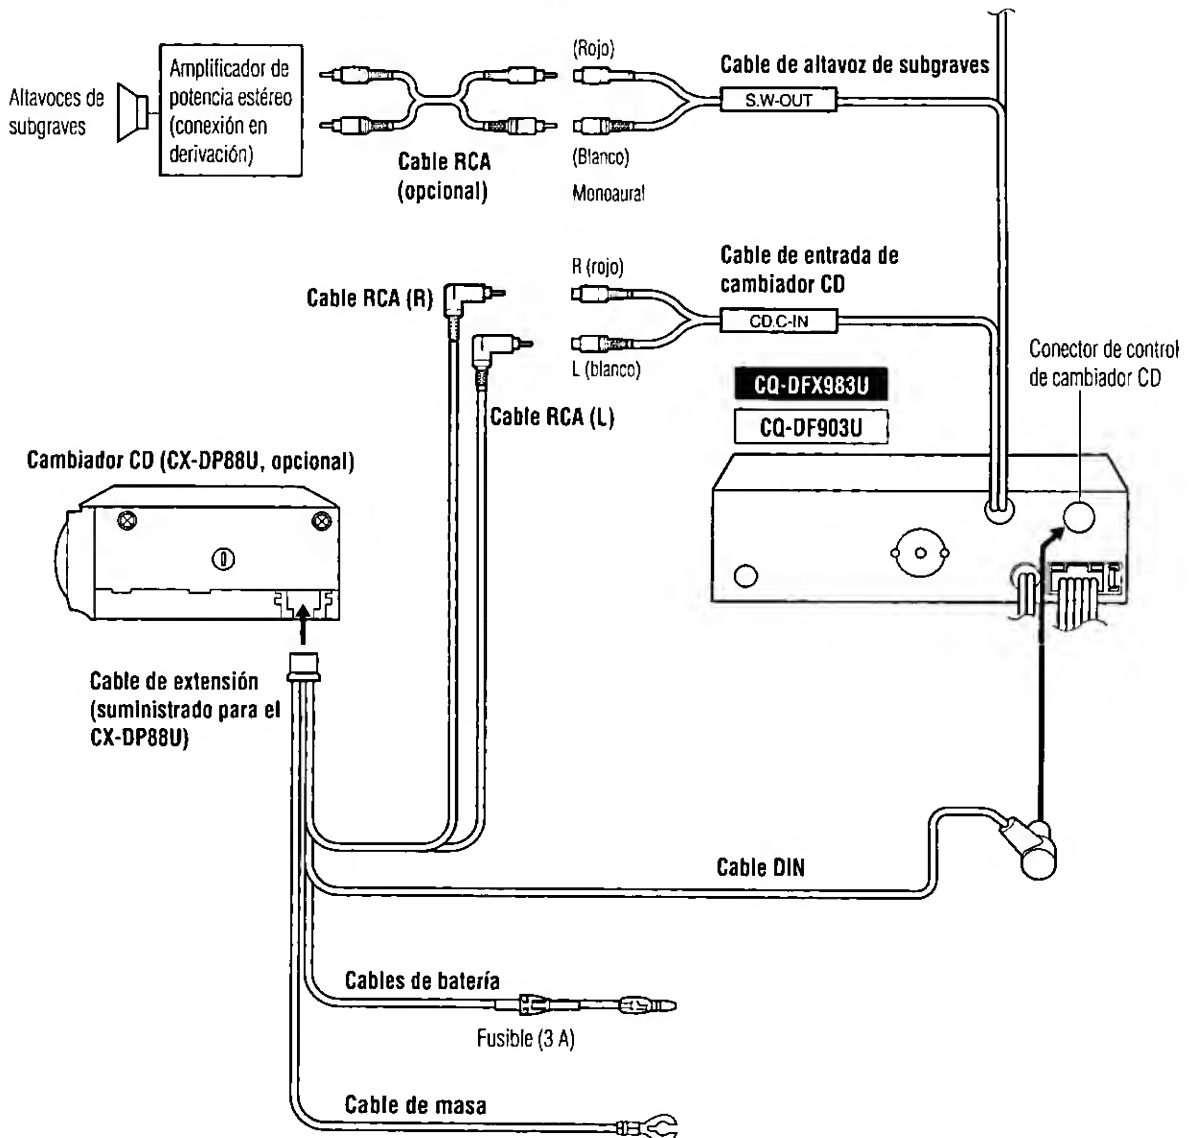 Altavoces de
subgraves
Amplificador de
potencia estéreo
(conexión en
derivación)
Cable RCA
(opcional)
(Rojo)
(Blanco)
Monoaural
Cable de altavoz de subgraves
S.W-OUT
Cable RCA (R)
Cable RCA (L)
R (rojo)
L (blanco)
Cable de entrada de
cambiador CD
CD.C-IN
CQ-DFX983U
CQ-DF903U
Conector de control
de cambiador CD
Cambiador CD (CX-DP88U, opcional)
Cable de extensión
(suministrado para el
CX-DP88U)
Cable DIN
Cables de batería
Fusible (3 A)
Cable de masa